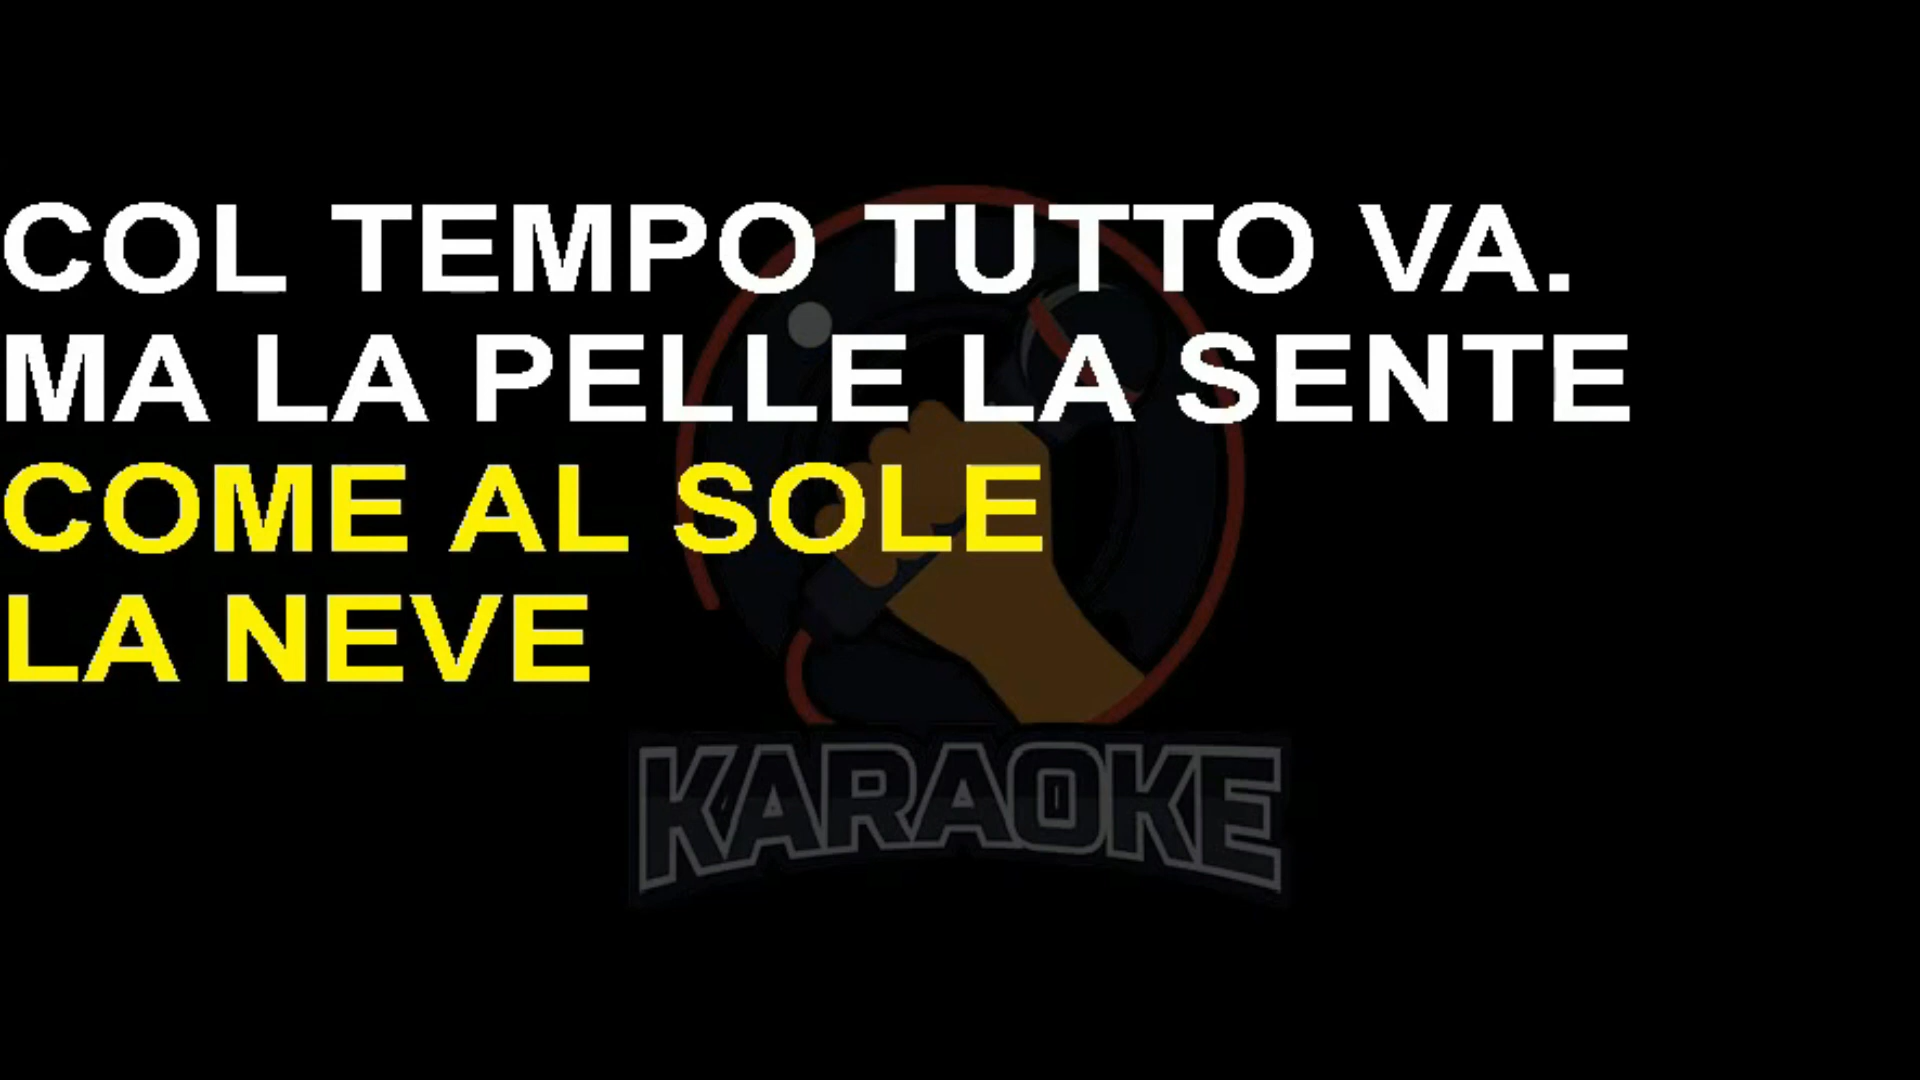 COL TEMPO TUTTO VA.
MA LA PELLE LA SENTE
COME AL SOLE
LA NEVE
KARAOKE